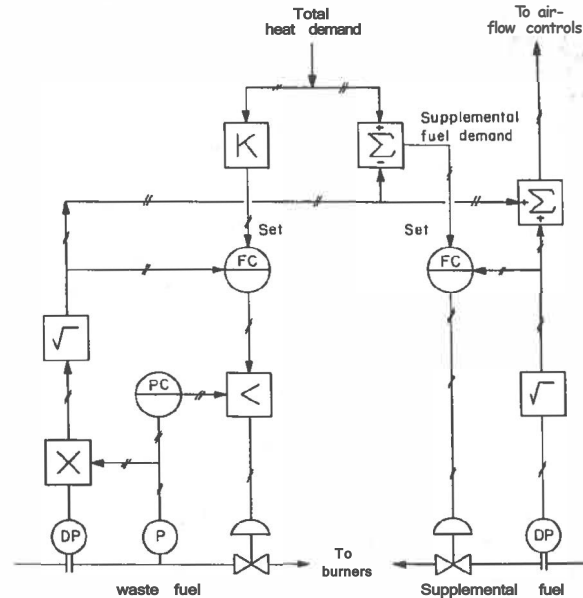 Total
heat demand
To air-
flow controls
Supplemental
fuel demand
K
+
Σ
-
+
Σ
+
Set
Set
FC
FC
√
PC
<
√
×
DP
P
DP
To
burners
waste fuel
Supplemental fuel